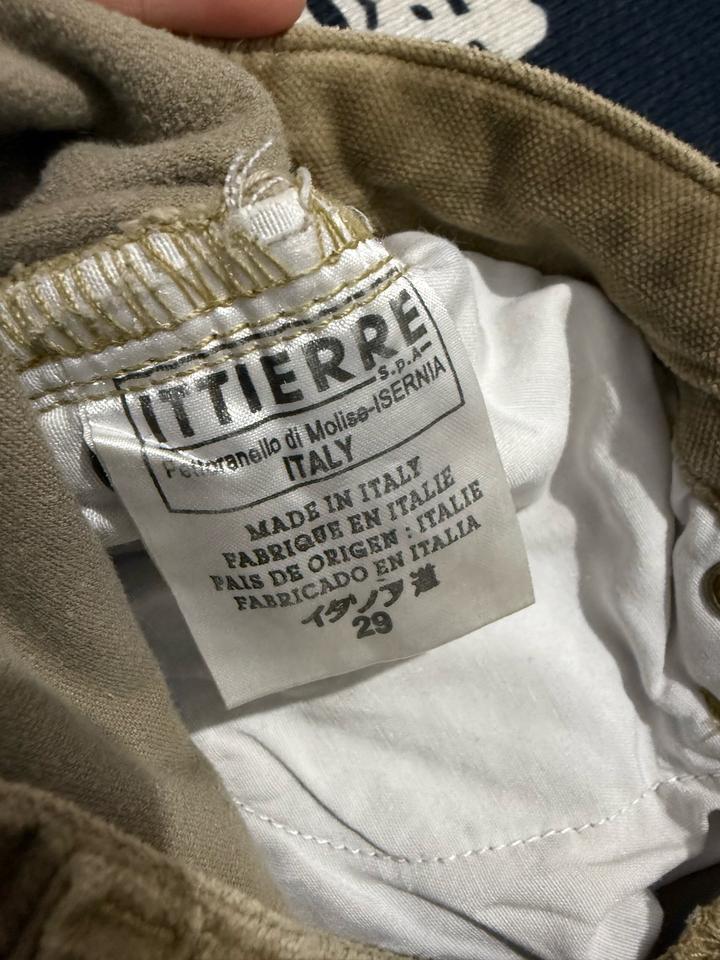 ITTIERRE
S.P.A
Pettoranello di Molise-ISERNIA
ITALY
MADE IN ITALY
FABRIQUE EN ITALIE
PAIS DE ORIGEN : ITALIE
FABRICADO EN ITALIA
イタリア製
29